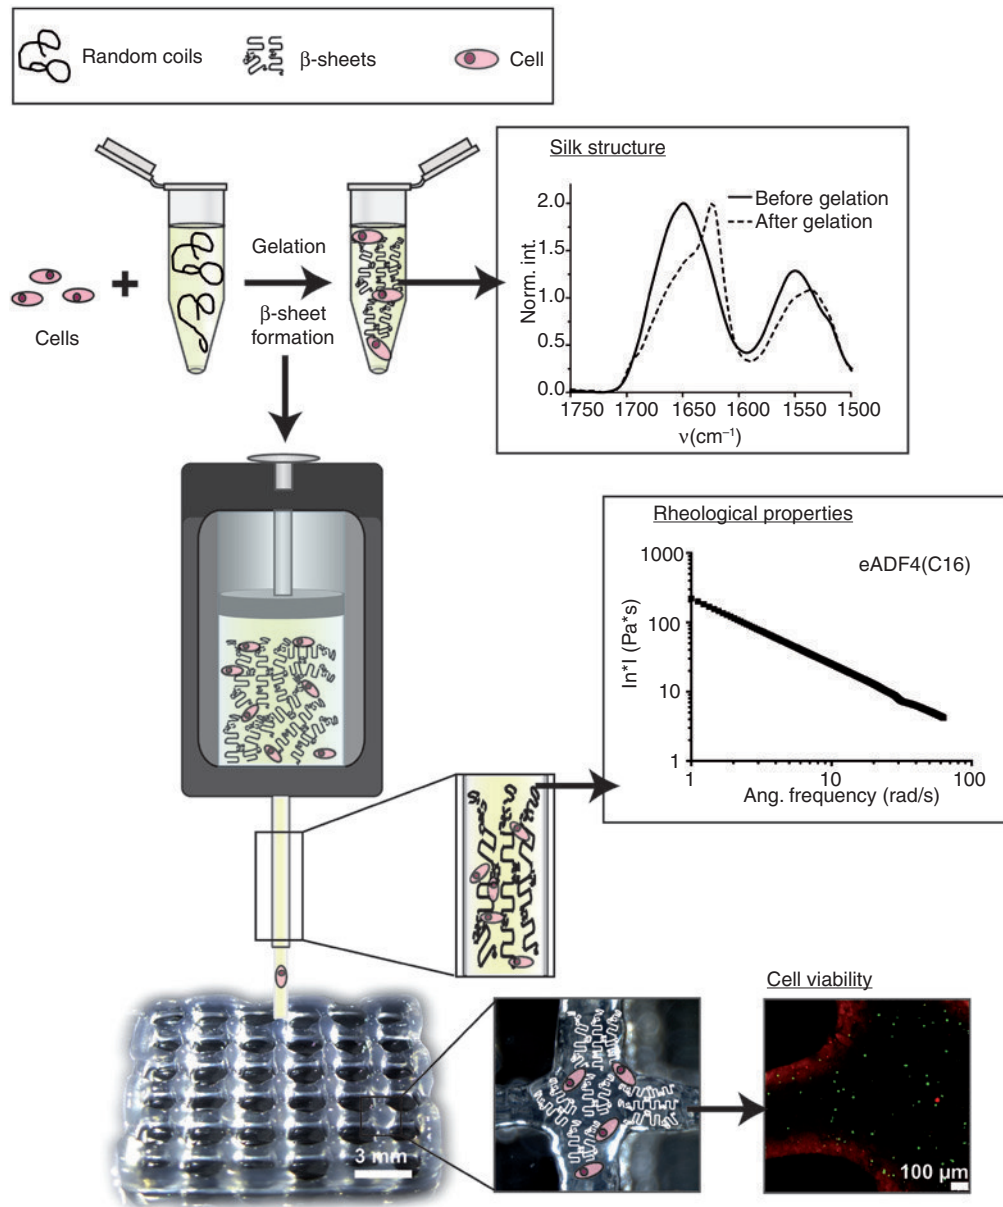 Random coils
β-sheets
Cell
Silk structure
Before gelation
After gelation
2.0
1.5
1.0
0.5
0.0
Norm. int.
1750 1700 1650 1600 1550 1500
ν(cm⁻¹)
Cells
+
Gelation
β-sheet
formation
Rheological properties
eADF4(C16)
1000
100
10
1
In*I (Pa*s)
1 10 100
Ang. frequency (rad/s)
Cell viability
3 mm
100 µm